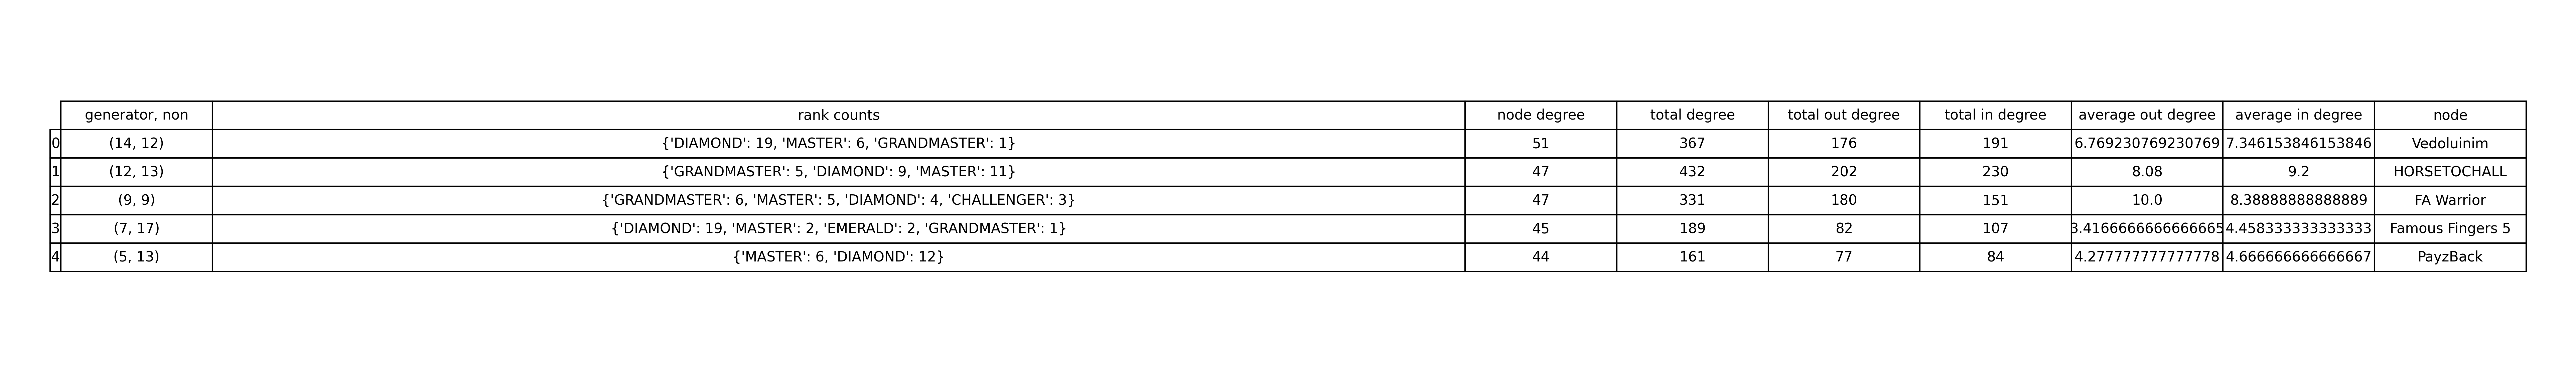 generator, non rank counts node degree total degree total out degree total in degree average out degree average in degree node
0 (14, 12) {'DIAMOND': 19, 'MASTER': 6, 'GRANDMASTER': 1} 51 367 176 191 6.769230769230769 7.346153846153846 Vedoluinim
1 (12, 13) {'GRANDMASTER': 5, 'DIAMOND': 9, 'MASTER': 11} 47 432 202 230 8.08 9.2 HORSETOCHALL
2 (9, 9) {'GRANDMASTER': 6, 'MASTER': 5, 'DIAMOND': 4, 'CHALLENGER': 3} 47 331 180 151 10.0 8.38888888888889 FA Warrior
3 (7, 17) {'DIAMOND': 19, 'MASTER': 2, 'EMERALD': 2, 'GRANDMASTER': 1} 45 189 82 107 3.4166666666666665 4.458333333333333 Famous Fingers 5
4 (5, 13) {'MASTER': 6, 'DIAMOND': 12} 44 161 77 84 4.277777777777778 4.666666666666667 PayzBack